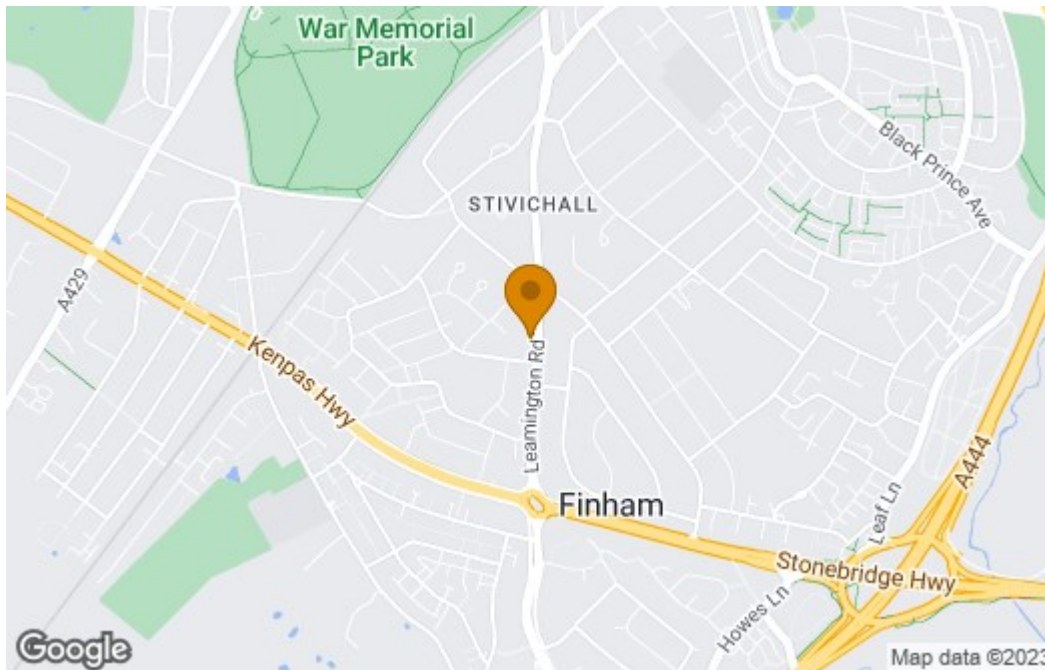 War Memorial
Park
Black Prince Ave
STIVICHALL
A429
Kenpas Hwy
Leamington Rd
A444
Finham
Leaf Ln
Stonebridge Hwy
Howes Ln
Google
Map data ©2023